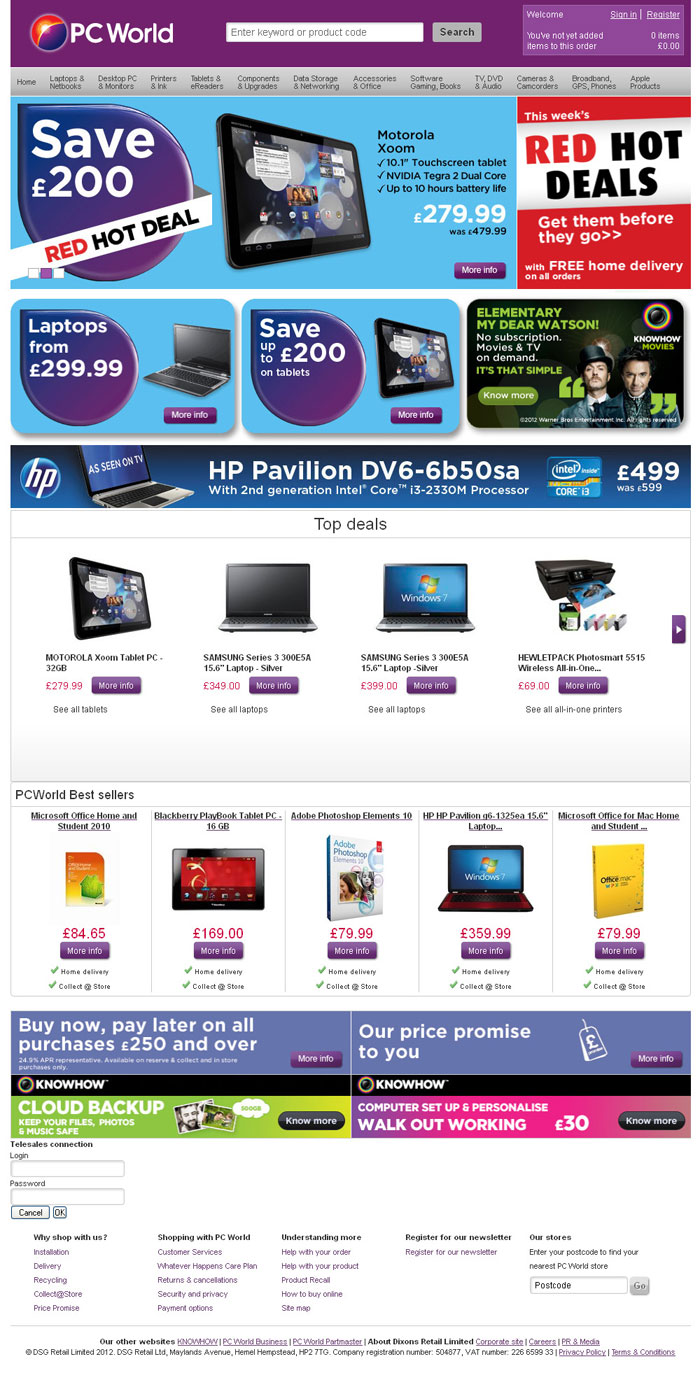 PC World
Enter keyword or product code
Search
Welcome
Sign in | Register
You've not yet added items to this order
0 items
£0.00
Home
Laptops & Netbooks
Desktop PC & Monitors
Printers & Ink
Tablets & eReaders
Components & Upgrades
Data Storage & Networking
Accessories & Office
Software Gaming, Books
TV, DVD & Audio
Cameras & Camcorders
Broadband, GPS, Phones
Apple Products
Save
£200
RED HOT DEAL
Motorola
Xoom
✓ 10.1" Touchscreen tablet
✓ NVIDIA Tegra 2 Dual Core
✓ Up to 10 hours battery life
£279.99
was £479.99
More info
This week's
RED HOT
DEALS
Get them before
they go>>
with FREE home delivery
on all orders
Laptops
from
£299.99
More info
Save
up to £200
on tablets
More info
ELEMENTARY
MY DEAR WATSON!
No subscription.
Movies & TV
on demand.
IT'S THAT SIMPLE
Know more
KNOWHOW
MOVIES
©2012 Warner Bros Entertainment Inc. All rights reserved
hp
AS SEEN ON TV
HP Pavilion DV6-6b50sa
With 2nd generation Intel® Core™ i3-2330M Processor
intel inside™
CORE i3
£499
was £599
Top deals
Windows 7
MOTOROLA Xoom Tablet PC -
32GB
£279.99
More info
See all tablets
SAMSUNG Series 3 300E5A
15.6" Laptop - Silver
£349.00
More info
See all laptops
SAMSUNG Series 3 300E5A
15.6" Laptop -Silver
£399.00
More info
See all laptops
HEWLETPACK Photosmart 5515
Wireless All-in-One...
£69.00
More info
See all all-in-one printers
PCWorld Best sellers
Microsoft Office Home and
Student 2010
£84.65
More info
Home delivery
Collect @ Store
Blackberry PlayBook Tablet PC -
16 GB
£169.00
More info
Home delivery
Collect @ Store
Adobe Photoshop Elements 10
Adobe
Photoshop
Elements 10
£79.99
More info
Home delivery
Collect @ Store
HP HP Pavilion g6-1325ea 15.6"
Laptop...
Windows 7
£359.99
More info
Home delivery
Collect @ Store
Microsoft Office for Mac Home
and Student ...
Office:mac
£79.99
More info
Home delivery
Collect @ Store
Buy now, pay later on all
purchases £250 and over
24.9% APR representative. Available on reserve & collect and in store
purchases only.
More info
Our price promise
to you
£
More info
KNOWHOW™
CLOUD BACKUP
KEEP YOUR FILES, PHOTOS
& MUSIC SAFE
500GB
Know more
KNOWHOW™
COMPUTER SET UP & PERSONALISE
WALK OUT WORKING £30
Know more
Telesales connection
Login
Password
Cancel OK
Why shop with us?
Installation
Delivery
Recycling
Collect@Store
Price Promise
Shopping with PC World
Customer Services
Whatever Happens Care Plan
Returns & cancellations
Security and privacy
Payment options
Understanding more
Help with your order
Help with your product
Product Recall
How to buy online
Site map
Register for our newsletter
Register for our newsletter
Our stores
Enter your postcode to find your
nearest PC World store
Postcode
Go
Our other websites KNOWHOW | PC World Business | PC World Partmaster | About Dixons Retail Limited Corporate site | Careers | PR & Media
© DSG Retail Limited 2012. DSG Retail Ltd, Maylands Avenue, Hemel Hempstead, HP2 7TG. Company registration number: 504877, VAT number: 226 6599 33 | Privacy Policy | Terms & Conditions